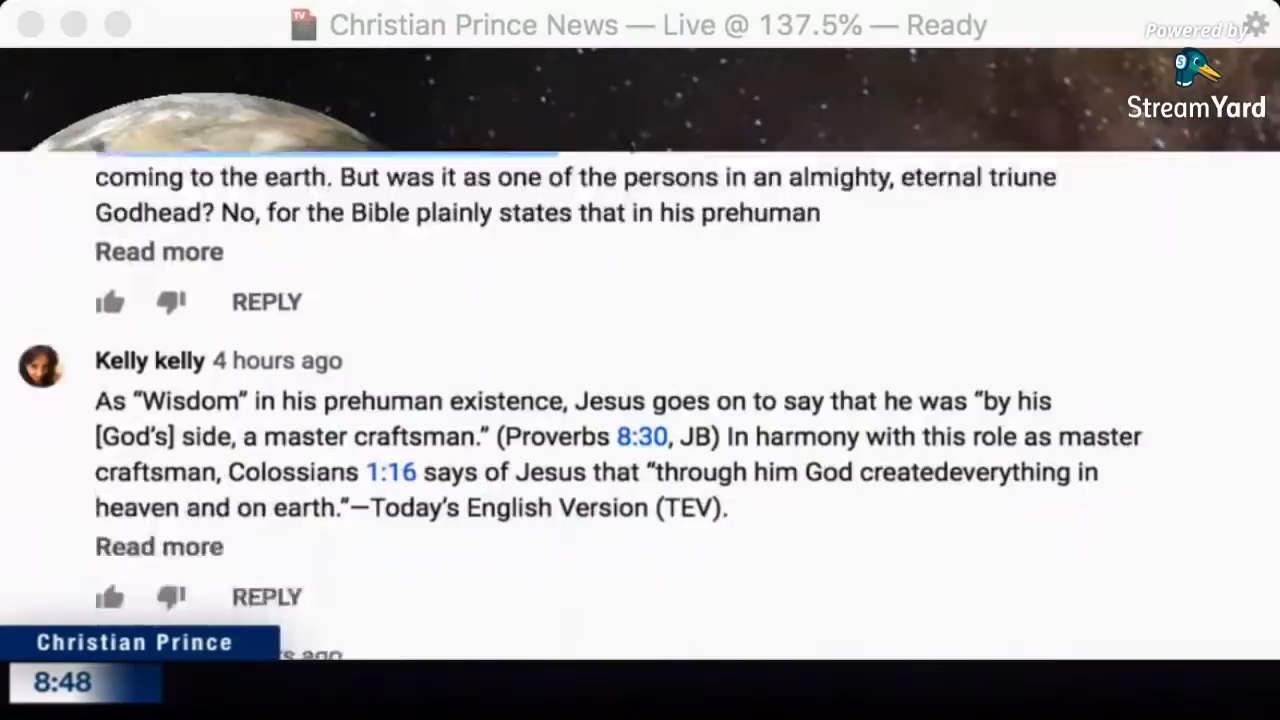 Christian Prince News — Live @ 137.5% — Ready
Powered by
StreamYard
coming to the earth. But was it as one of the persons in an almighty, eternal triune
Godhead? No, for the Bible plainly states that in his prehuman
Read more
REPLY
Kelly kelly 4 hours ago
As “Wisdom” in his prehuman existence, Jesus goes on to say that he was “by his
[God's] side, a master craftsman.” (Proverbs 8:30, JB) In harmony with this role as master
craftsman, Colossians 1:16 says of Jesus that “through him God createdeverything in
heaven and on earth.”—Today's English Version (TEV).
Read more
REPLY
Christian Prince
ago
8:48